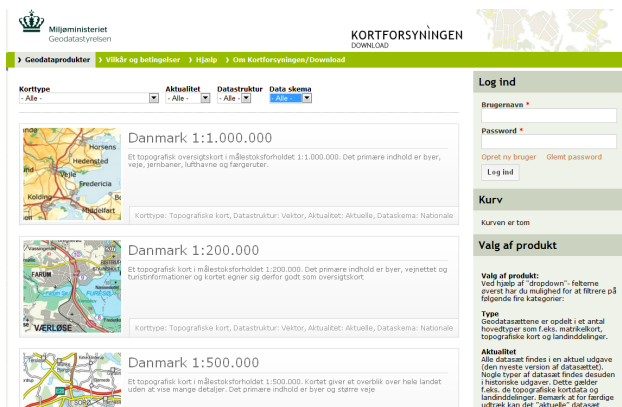 Miljøministeriet
Geodatastyrelsen
KORTFORSYNINGEN
DOWNLOAD
Geodataprodukter
Vilkår og betingelser
Hjælp
Om Kortforsyningen/Download
Korttype
Aktualitet
Datastruktur
Data skema
- Alle -
- Alle -
- Alle -
- Alle -
Horsens
Hedensted
Vejle
Fredericia
Kolding
Middelfart
Danmark 1:1.000.000
Et topografisk oversigtskort i målestoksforholdet 1:1.000.000. Det primære indhold er byer,
veje, jernbaner, lufthavne og færgeruter.
Korttype: Topografiske kort, Datastruktur: Vektor, Aktualitet: Aktuelle, Dataskema: Nationale
FARUM
FURESØ
VÆRLØSE
Danmark 1:200.000
Et topografisk kort i målestoksforholdet 1:200.000. Det primære indhold er byer, vejnettet og
turistinformationer og kortet egner sig derfor godt som oversigtskort
Korttype: Topografiske kort, Datastruktur: Vektor, Aktualitet: Aktuelle, Dataskema: Nationale
Danmark 1:500.000
Et topografisk kort i målestoksforholdet 1:500.000. Kortet giver et overblik over hele landet
uden at vise mange detaljer. Det primære indhold er byer og større veje
Log ind
Brugernavn *
Password *
Opret ny bruger
Glemt password
Log ind
Kurv
Kurven er tom
Valg af produkt
Valg af produkt:
Ved hjælp af "dropdown"- felterne
øverst har du mulighed for at filtrere på
følgende fire kategorier:
Type
Geodatasættene er opdelt i et antal
hovedtyper som f.eks. matrikelkort,
topografiske kort og landinddelinger.
Aktualitet
Alle datasæt findes i en aktuel udgave
(den nyeste version af datasættet).
Nogle typer af datasæt findes desuden
i historiske udgaver. Dette gælder
f.eks. de topografiske kortdata og
landinddelinger. Bemærk at for færdige
udtræk kan det "aktuelle" datasæt